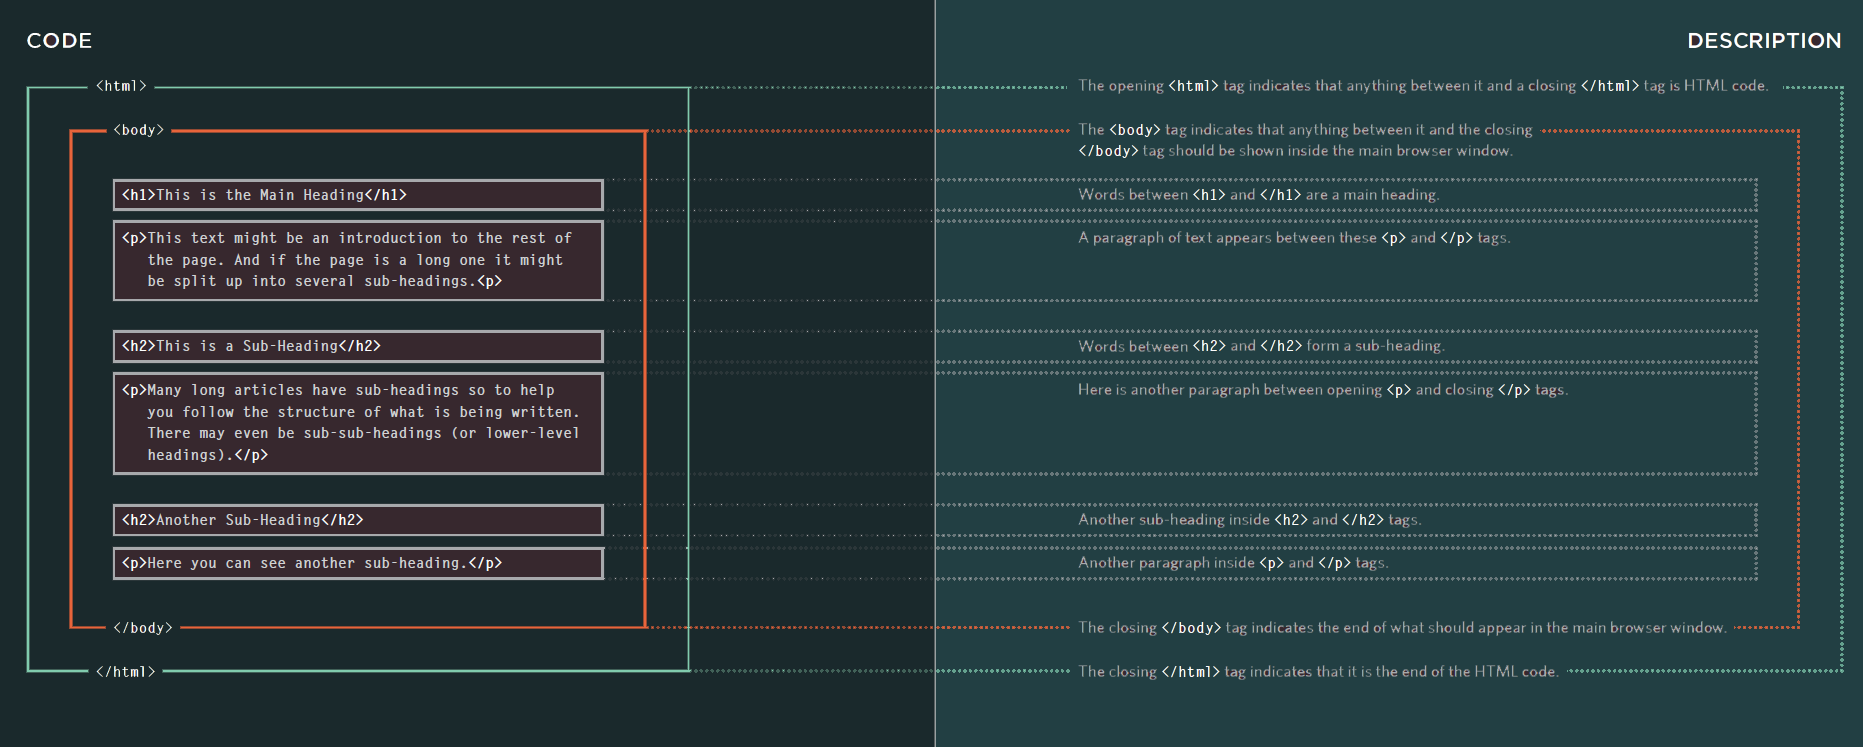 CODE
DESCRIPTION
<html>
The opening <html> tag indicates that anything between it and a closing </html> tag is HTML code.
<body>
The <body> tag indicates that anything between it and the closing
</body> tag should be shown inside the main browser window.
<h1>This is the Main Heading</h1>
Words between <h1> and </h1> are a main heading.
<p>This text might be an introduction to the rest of
the page. And if the page is a long one it might
be split up into several sub-headings.<p>
A paragraph of text appears between these <p> and </p> tags.
<h2>This is a Sub-Heading</h2>
Words between <h2> and </h2> form a sub-heading.
<p>Many long articles have sub-headings so to help
you follow the structure of what is being written.
There may even be sub-sub-headings (or lower-level
headings).</p>
Here is another paragraph between opening <p> and closing </p> tags.
<h2>Another Sub-Heading</h2>
Another sub-heading inside <h2> and </h2> tags.
<p>Here you can see another sub-heading.</p>
Another paragraph inside <p> and </p> tags.
</body>
The closing </body> tag indicates the end of what should appear in the main browser window.
</html>
The closing </html> tag indicates that it is the end of the HTML code.